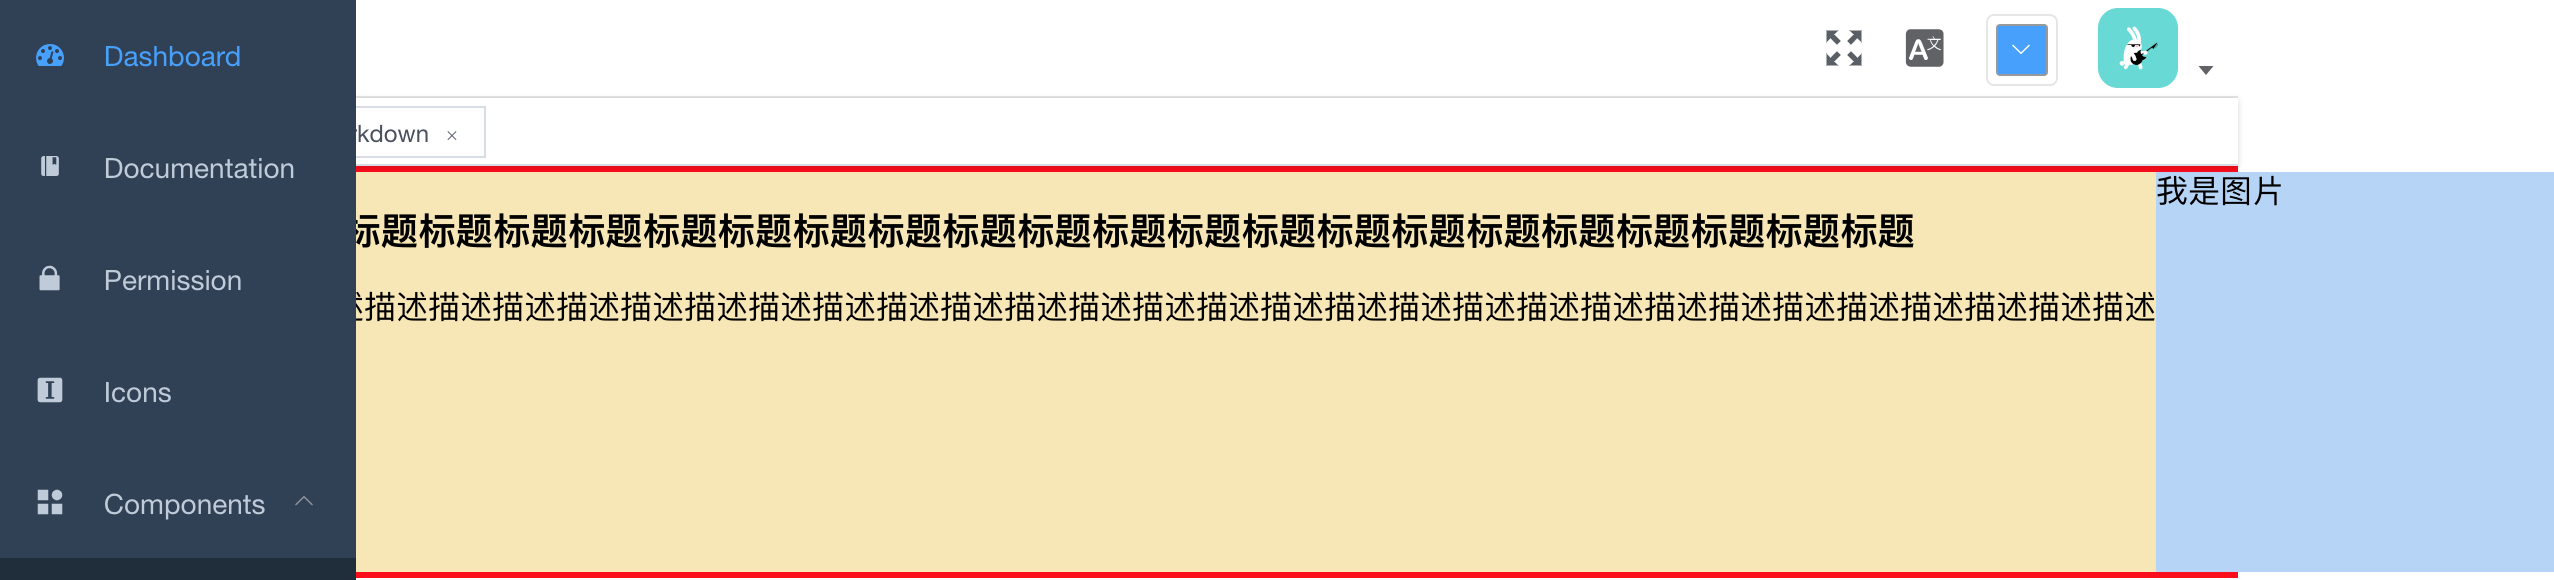 Dashboard
Documentation
Permission
Icons
Components
A文
kdown ×
标题标题标题标题标题标题标题标题标题标题标题标题标题标题标题标题标题标题标题标题标题
述描述描述描述描述描述描述描述描述描述描述描述描述描述描述描述描述描述描述描述描述描述描述描述描述描述描述描述描述
我是图片